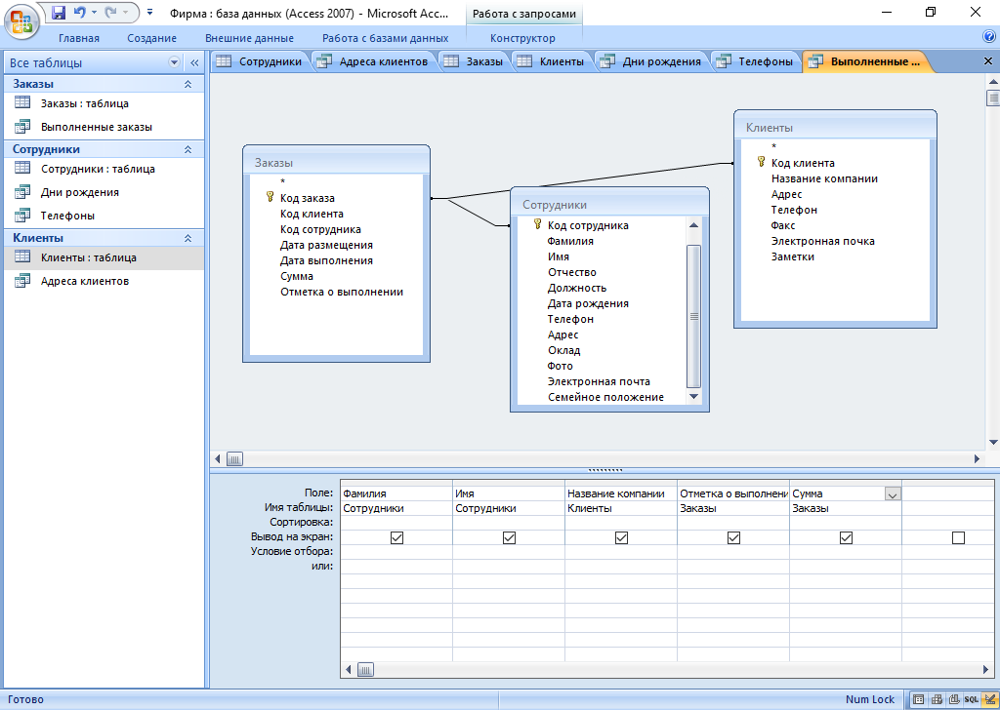 Фирма : база данных (Access 2007) - Microsoft Acc...
Работа с запросами
Главная Создание Внешние данные Работа с базами данных Конструктор
Все таблицы
Сотрудники Адреса клиентов Заказы Клиенты Дни рождения Телефоны Выполненные ...
Заказы
Заказы : таблица
Выполненные заказы
Сотрудники
Сотрудники : таблица
Дни рождения
Телефоны
Клиенты
Клиенты : таблица
Адреса клиентов
Заказы
*
Код заказа
Код клиента
Код сотрудника
Дата размещения
Дата выполнения
Сумма
Отметка о выполнении
Сотрудники
Код сотрудника
Фамилия
Имя
Отчество
Должность
Дата рождения
Телефон
Адрес
Оклад
Фото
Электронная почта
Семейное положение
Клиенты
*
Код клиента
Название компании
Адрес
Телефон
Факс
Электронная почка
Заметки
Поле: Фамилия Имя Название компании Отметка о выполнени Сумма
Имя таблицы: Сотрудники Сотрудники Клиенты Заказы Заказы
Сортировка:
Вывод на экран:
Условие отбора:
или:
Готово
Num Lock
SQL